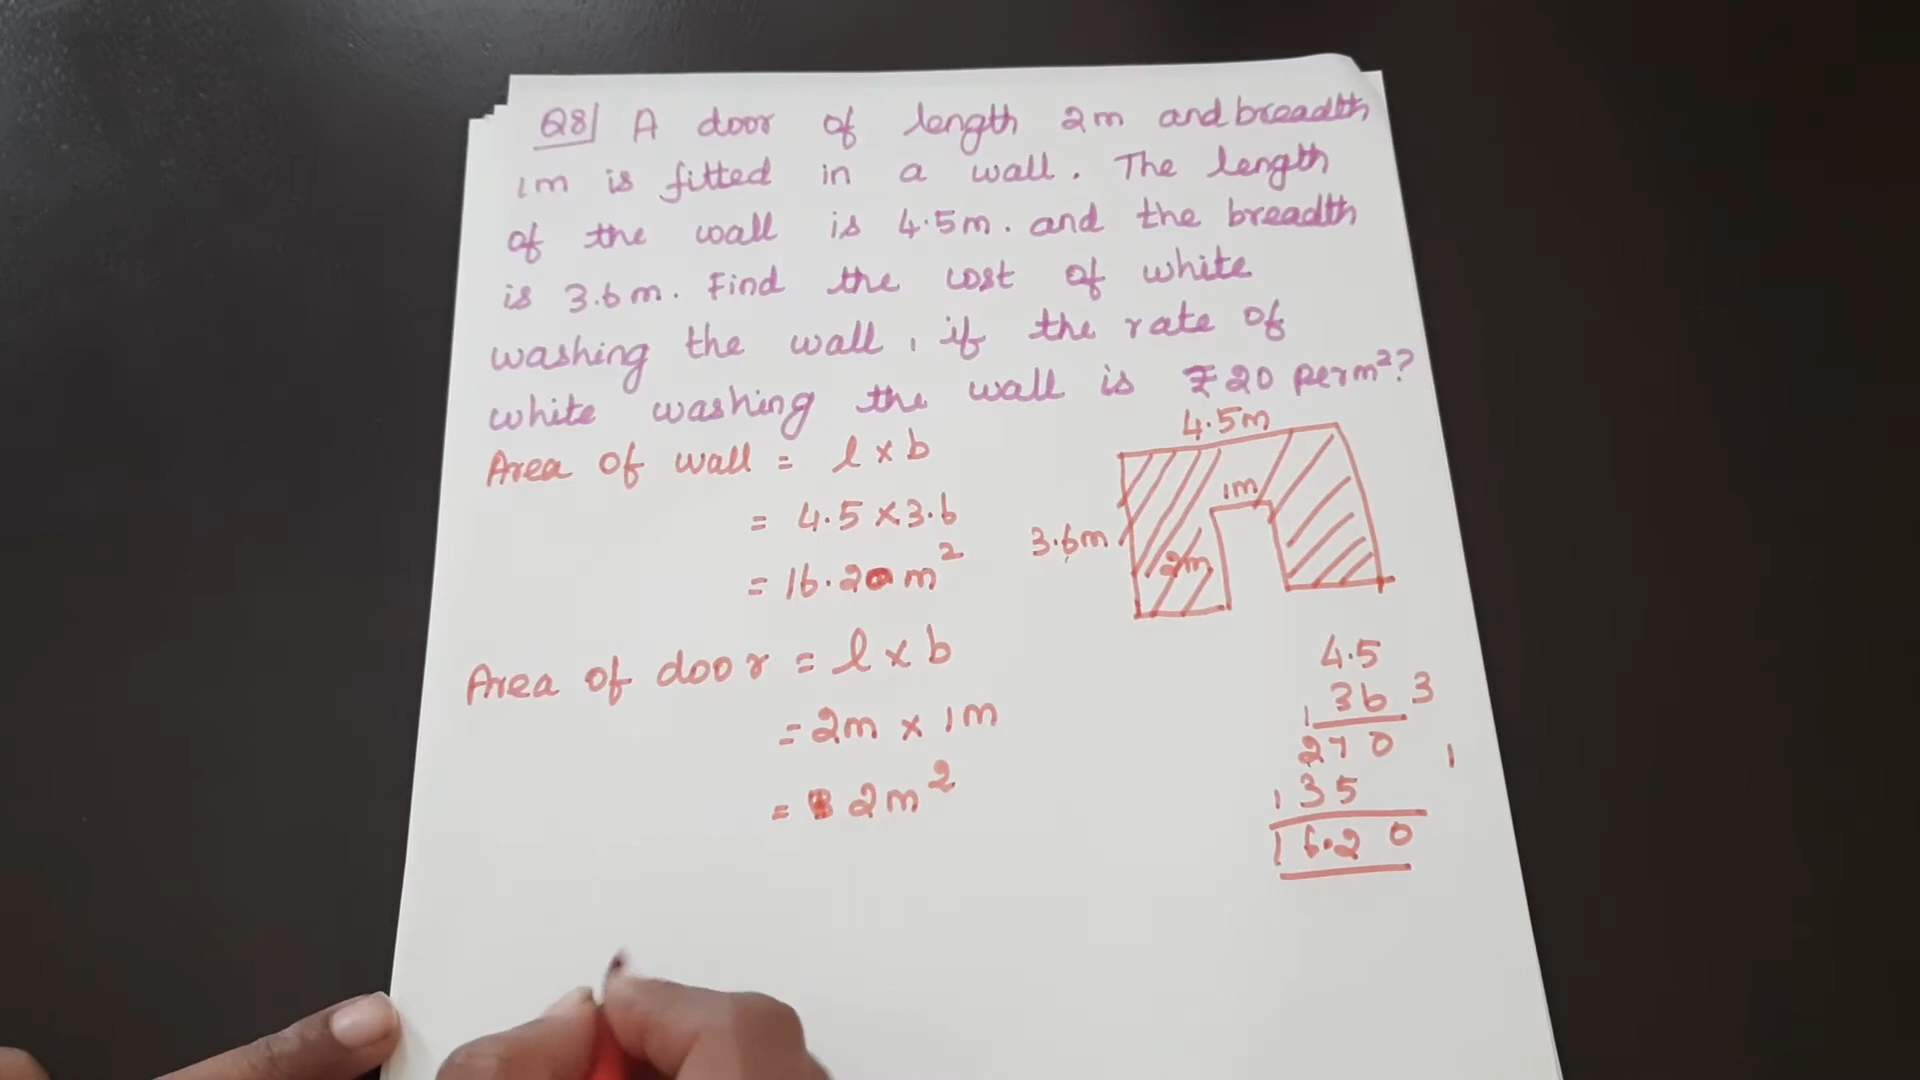 Q8| A door of length 2m and breadth
1m is fitted in a wall. The length
of the wall is 4.5m. and the breadth
is 3.6m. Find the cost of white
washing the wall, if the rate of
white washing the wall is ₹20 per m²?
Area of wall = l × b
= 4.5 × 3.6
= 16.20 m²
Area of door = l × b
= 2m × 1m
= 2m²
4.5m
1m
3.6m
2m
4.5
1 36 3
270 1
135
16.20